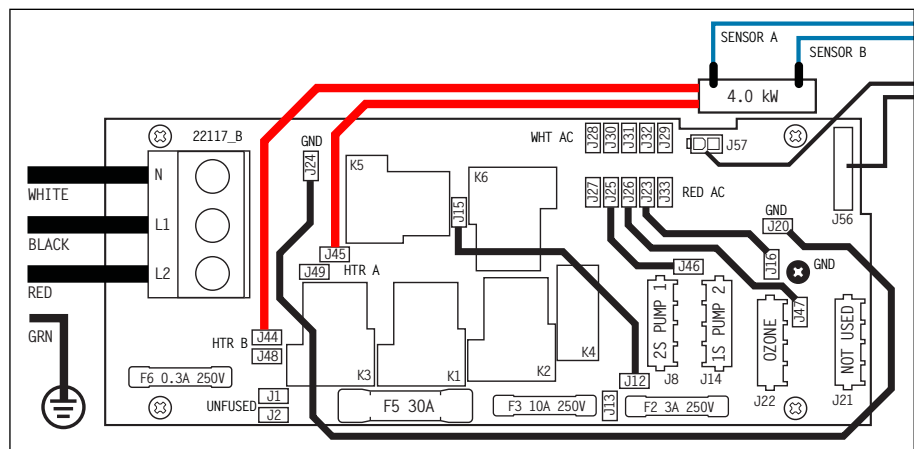 SENSOR A
SENSOR B
4.0 kW
22117_B
GND
J24
K5
K6
J15
WHT AC
J28
J30
J31
J32
J29
J57
J27
J25
J26
J23
J33
RED AC
J56
N
WHITE
L1
BLACK
L2
RED
GRN
J45
J49
HTR A
GND
J20
J16
GND
J46
J47
J44
HTR B
J48
K3
K1
K2
K4
2S PUMP 1
1S PUMP 2
OZONE
NOT USED
J12
J8
J14
J22
J21
F6 0.3A 250V
UNFUSED
J1
J2
F5 30A
F3 10A 250V
J13
F2 3A 250V